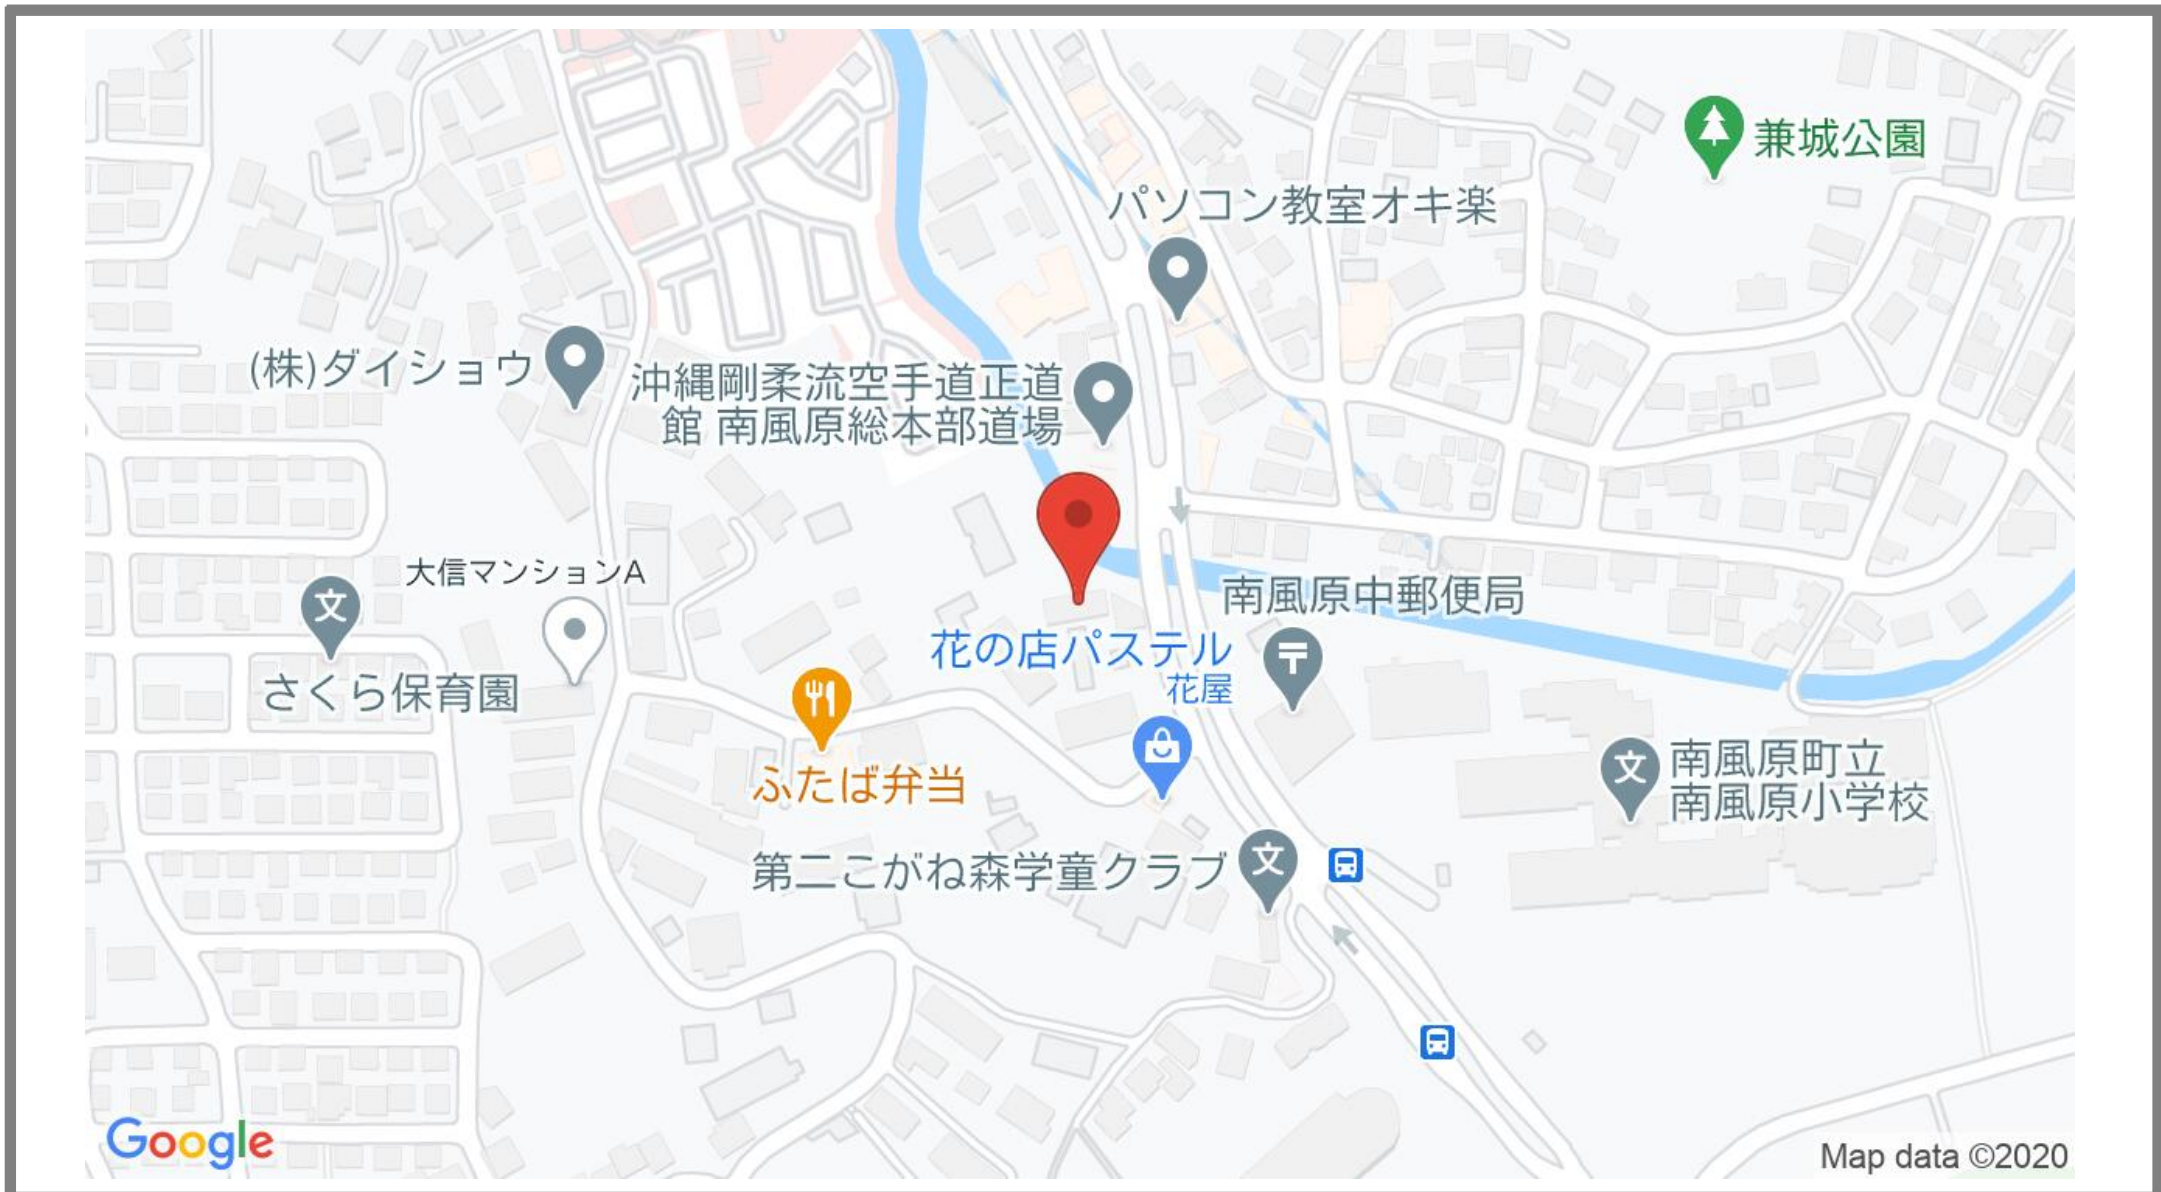 兼城公園
パソコン教室オキ楽
(株)ダイショウ
沖縄剛柔流空手道正道
館 南風原総本部道場
大信マンションA
南風原中郵便局
さくら保育園
花の店パステル
花屋
ふたば弁当
南風原町立
南風原小学校
第二こがね森学童クラブ
Google
Map data ©2020